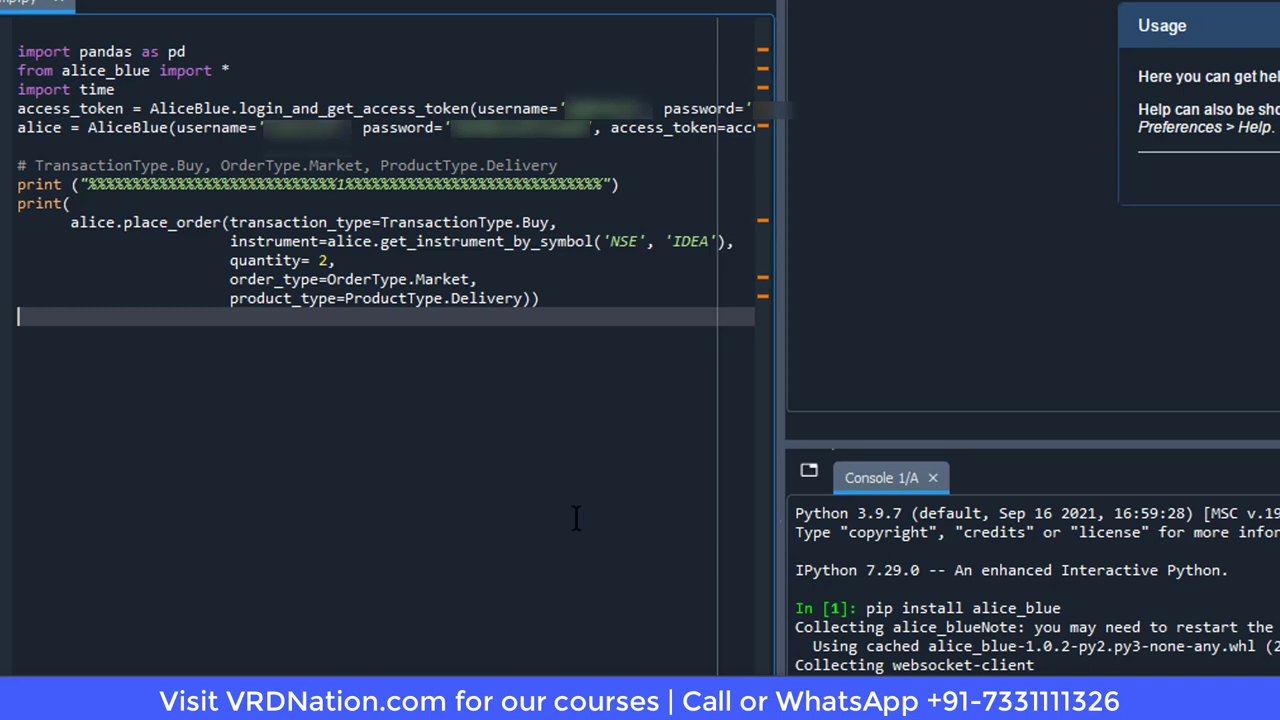 import pandas as pd
from alice_blue import *
import time
access_token = AliceBlue.login_and_get_access_token(username=' password='
alice = AliceBlue(username=' password=' ', access_token=acce
# TransactionType.Buy, OrderType.Market, ProductType.Delivery
print ("%%%%%%%%%%%%%%%%%%%%%%%%%%%%1%%%%%%%%%%%%%%%%%%%%%%%%%%%%%")
print(
alice.place_order(transaction_type=TransactionType.Buy,
instrument=alice.get_instrument_by_symbol('NSE', 'IDEA'),
quantity= 2,
order_type=OrderType.Market,
product_type=ProductType.Delivery))
Usage
Here you can get hel
Help can also be sho
Preferences > Help.
Console 1/A
Python 3.9.7 (default, Sep 16 2021, 16:59:28) [MSC v.19
Type "copyright", "credits" or "license" for more infor
IPython 7.29.0 -- An enhanced Interactive Python.
In [1]: pip install alice_blue
Collecting alice_blueNote: you may need to restart the
Using cached alice_blue-1.0.2-py2.py3-none-any.whl (2
Collecting websocket-client
Visit VRDNation.com for our courses | Call or WhatsApp +91-7331111326